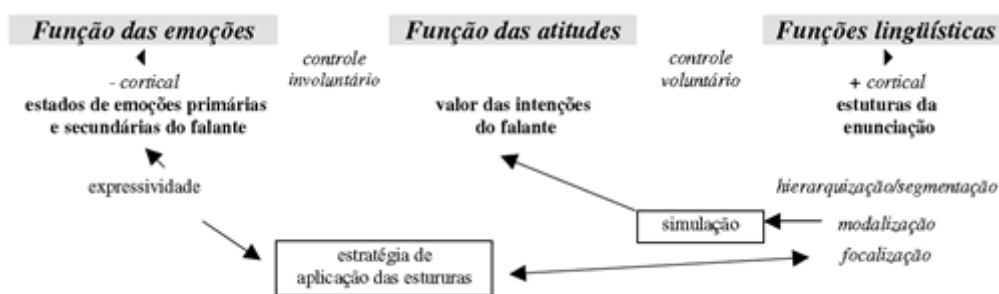 Função das emoções
Função das atitudes
Funções lingüísticas
controle
involuntário
controle
voluntário
- cortical
+ cortical
estados de emoções primárias
e secundárias do falante
valor das intenções
do falante
estuturas da
enunciação
expressividade
hierarquização/segmentação
simulação
modalização
focalização
estratégia de
aplicação das estururas